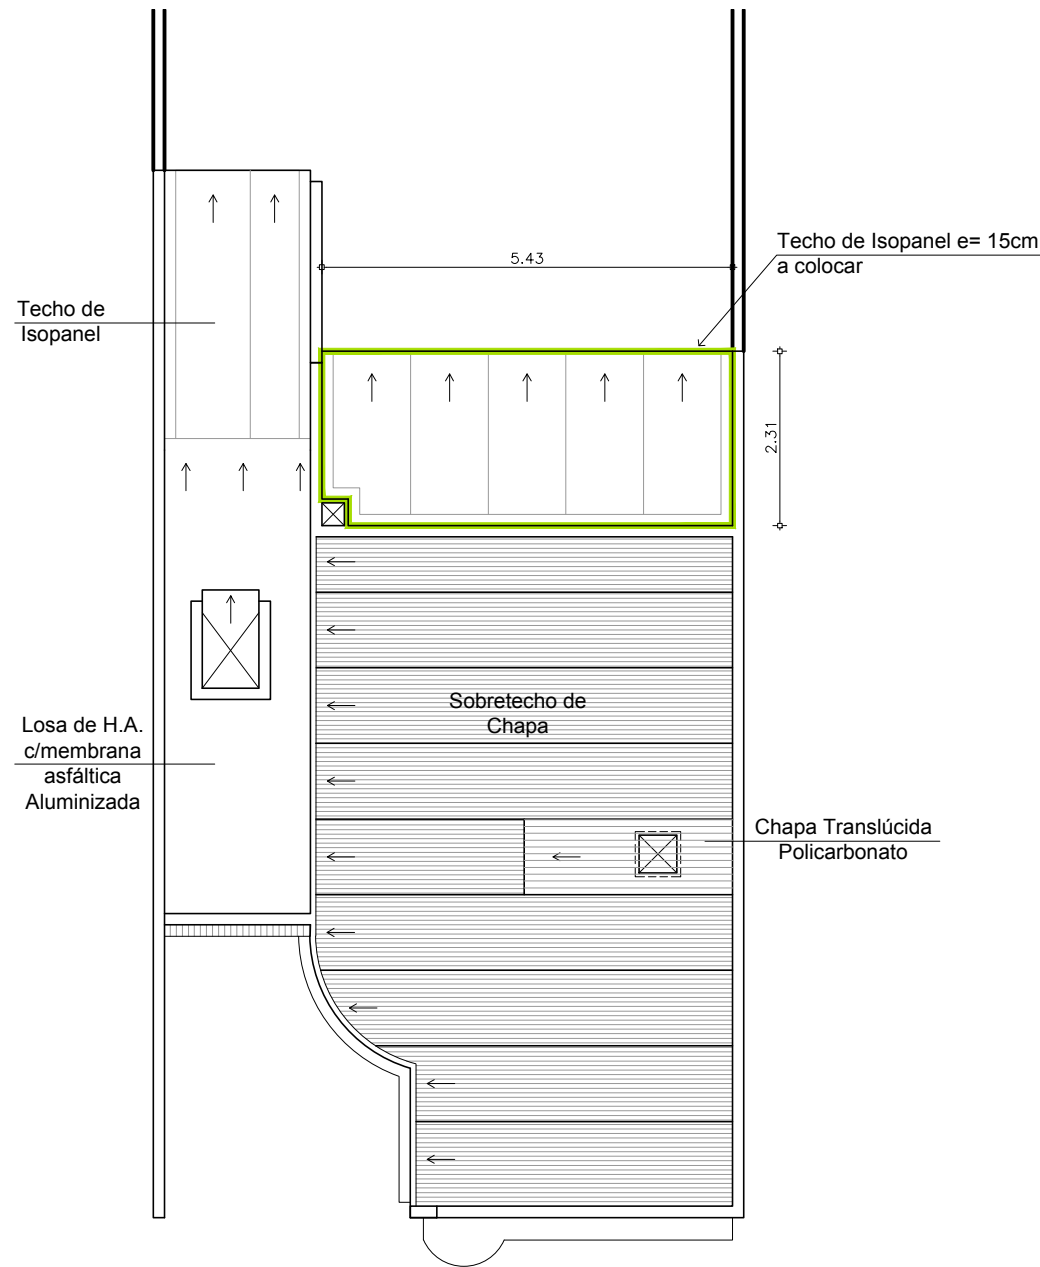 5.43
Techo de Isopanel e= 15cm
a colocar
Techo de
Isopanel
2.31
Sobretecho de
Chapa
Losa de H.A.
c/membrana
asfáltica
Aluminizada
Chapa Translúcida
Policarbonato